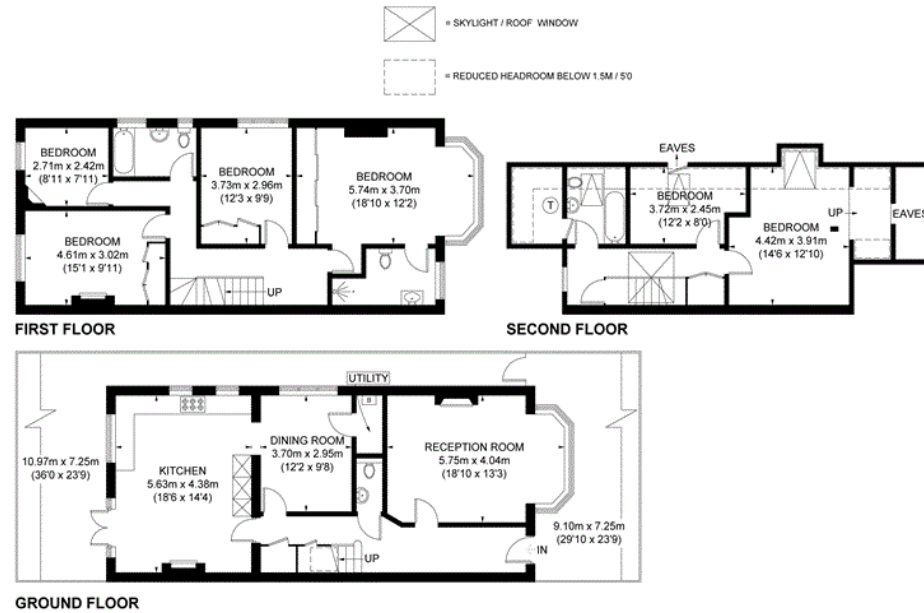 = SKYLIGHT / ROOF WINDOW
= REDUCED HEADROOM BELOW 1.5M / 5'0
BEDROOM
2.71m x 2.42m
(8'11 x 7'11)
BEDROOM
3.73m x 2.96m
(12'3 x 9'9)
BEDROOM
5.74m x 3.70m
(18'10 x 12'2)
BEDROOM
4.61m x 3.02m
(15'1 x 9'11)
UP
FIRST FLOOR
EAVES
T
BEDROOM
3.72m x 2.45m
(12'2 x 8'0)
BEDROOM
4.42m x 3.91m
(14'6 x 12'10)
UP
EAVES
SECOND FLOOR
UTILITY
B
10.97m x 7.25m
(36'0 x 23'9)
KITCHEN
5.63m x 4.38m
(18'6 x 14'4)
DINING ROOM
3.70m x 2.95m
(12'2 x 9'8)
RECEPTION ROOM
5.75m x 4.04m
(18'10 x 13'3)
9.10m x 7.25m
(29'10 x 23'9)
UP
IN
GROUND FLOOR